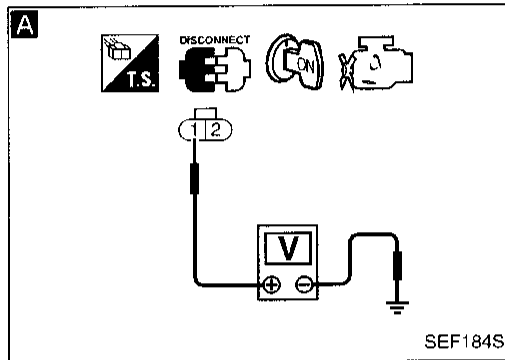 A
T.S.
DISCONNECT
ON
1 2
V
⊕ ⊖
SEF184S